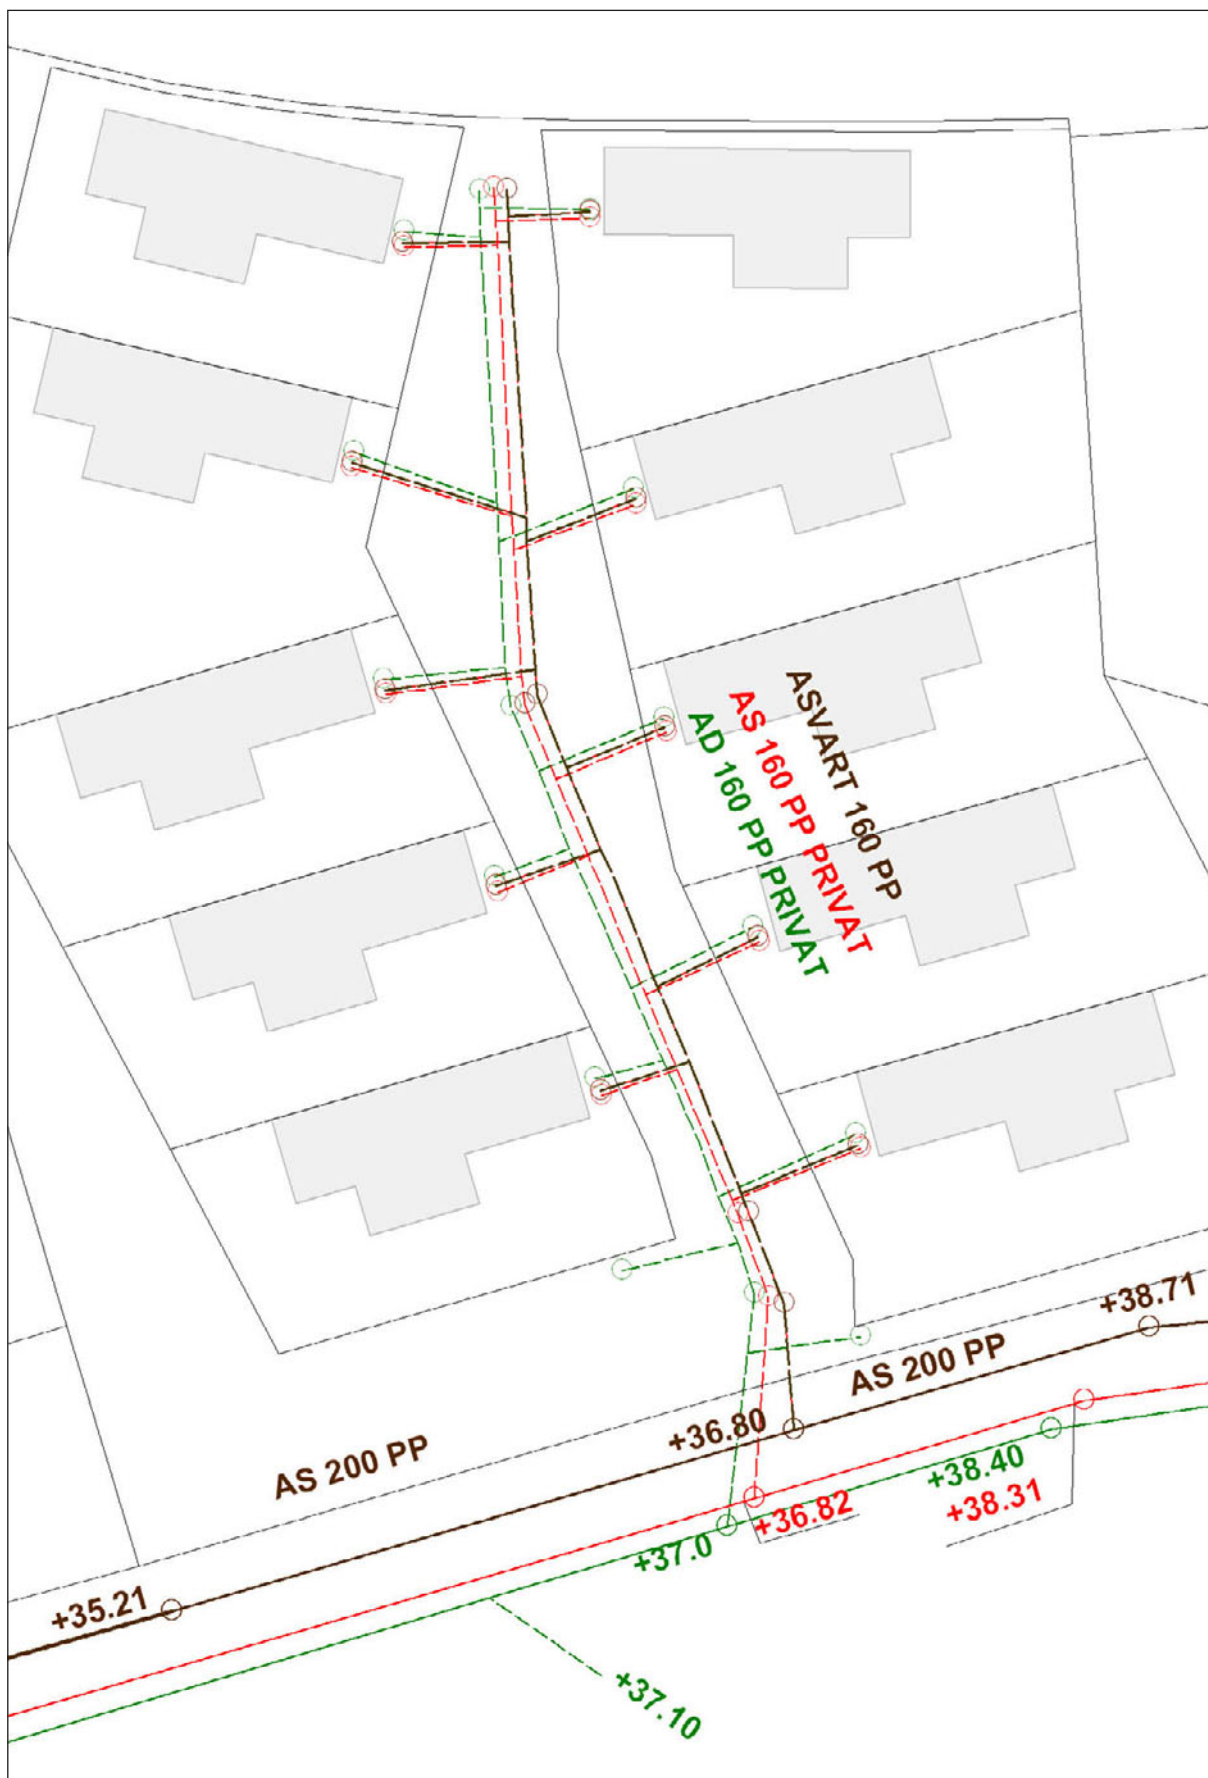 ASVART 160 PP
AS 160 PP PRIVAT
AD 160 PP PRIVAT
+38.71
AS 200 PP
+36.80
AS 200 PP
+38.40
+38.31
+36.82
+37.0
+35.21
+37.10